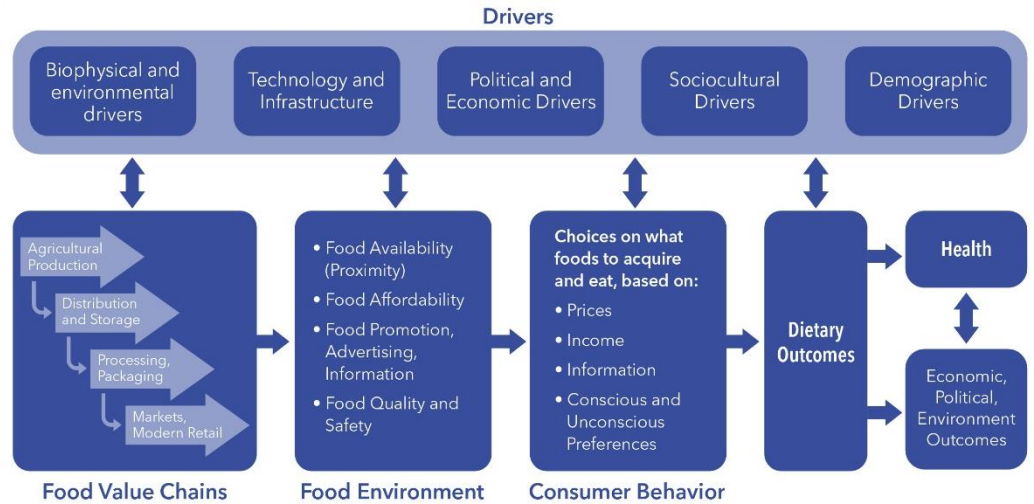 Drivers
Biophysical and
environmental
drivers
Technology and
Infrastructure
Political and
Economic Drivers
Sociocultural
Drivers
Demographic
Drivers
Agricultural
Production
Distribution
and Storage
Processing,
Packaging
Markets,
Modern Retail
Food Value Chains
• Food Availability
(Proximity)
• Food Affordability
• Food Promotion,
Advertising,
Information
• Food Quality and
Safety
Food Environment
Choices on what
foods to acquire
and eat, based on:
• Prices
• Income
• Information
• Conscious and
Unconscious
Preferences
Consumer Behavior
Dietary
Outcomes
Health
Economic,
Political,
Environment
Outcomes